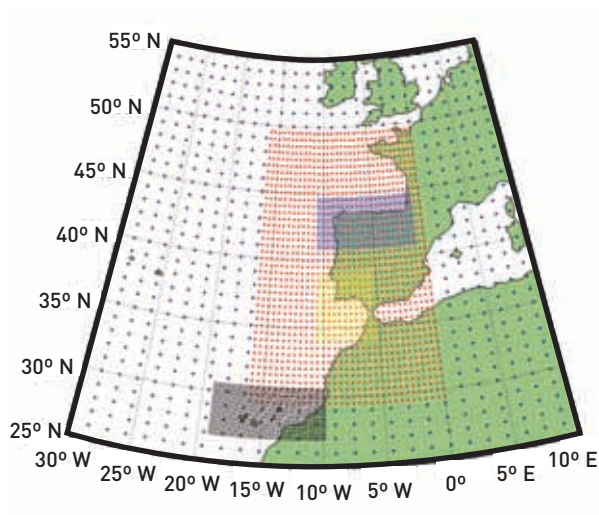 55º N
50º N
45º N
40º N
35º N
30º N
25º N
30º W
25º W
20º W
15º W
10º W
5º W
0º
5º E
10º E